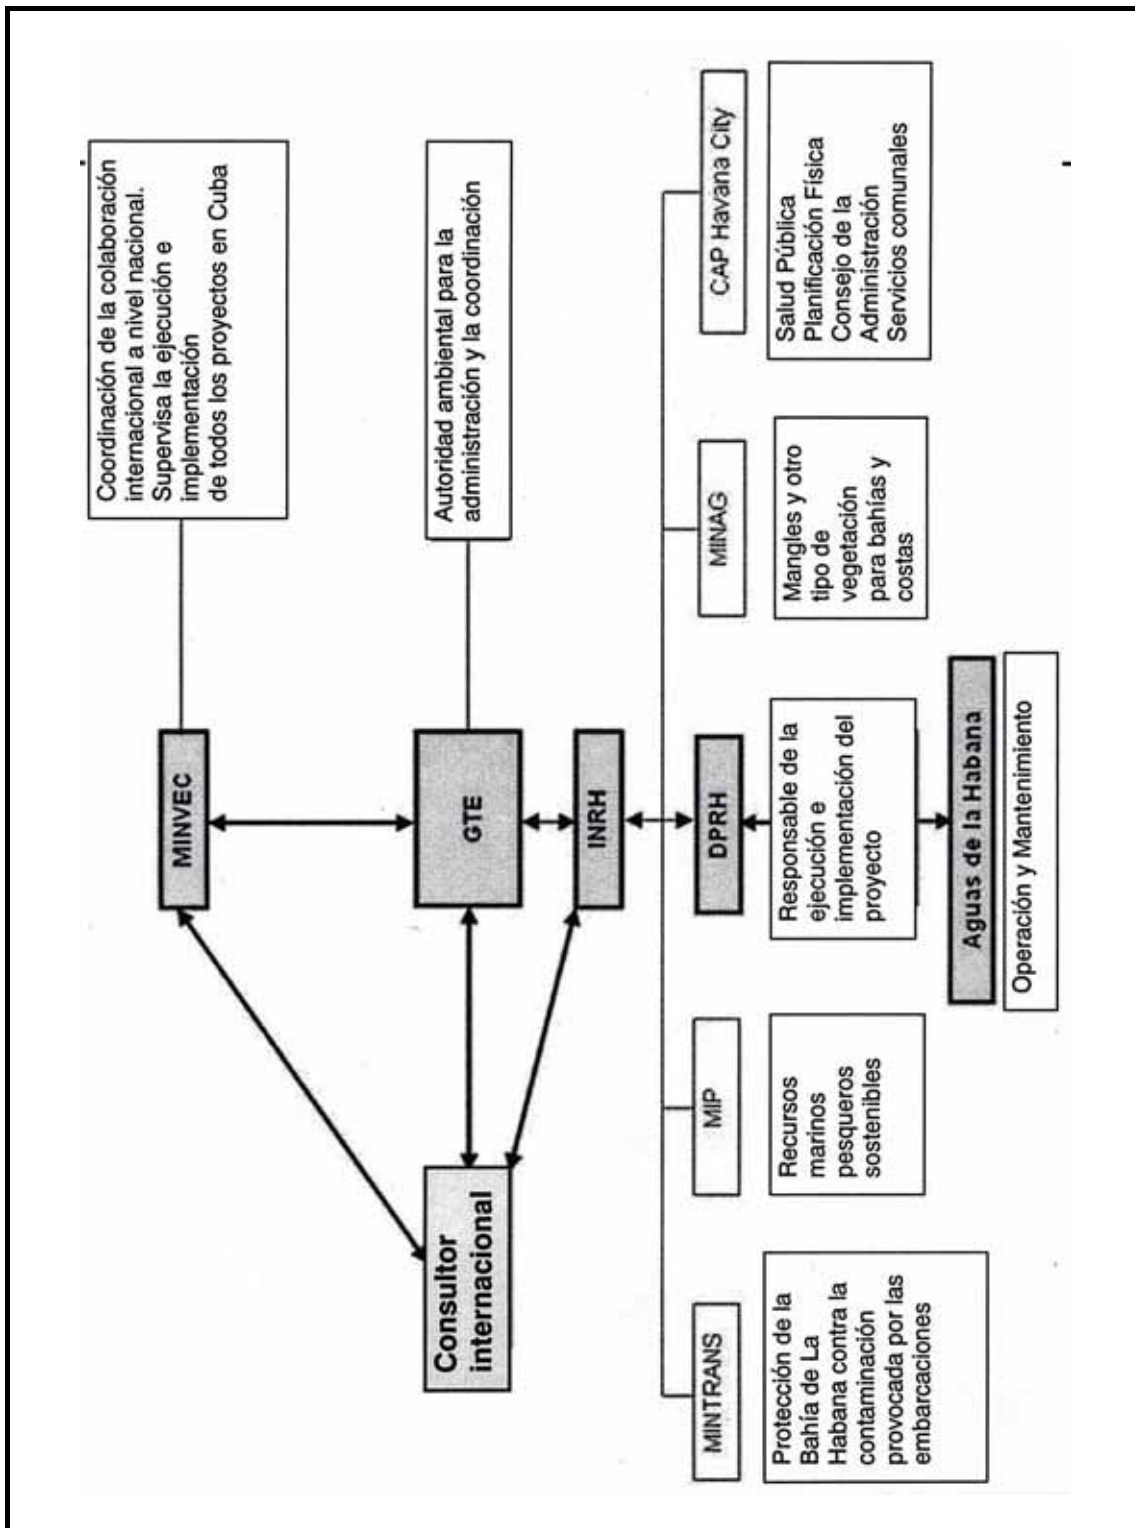 MINVEC
Coordinación de la colaboración
internacional a nivel nacional.
Supervisa la ejecución e
implementación
de todos los proyectos en Cuba
Consultor
internacional
GTE
Autoridad ambiental para la
administración y la coordinación
INRH
MINTRANS
Protección de la
Bahía de La
Habana contra la
contaminación
provocada por las
embarcaciones
MIP
Recursos
marinos
pesqueros
sostenibles
DPRH
Responsable de la
ejecución e
implementación del
proyecto
Aguas de la Habana
Operación y Mantenimiento
MINAG
Mangles y otro
tipo de
vegetación
para bahías y
costas
CAP Havana City
Salud Pública
Planificación Física
Consejo de la
Administración
Servicios comunales